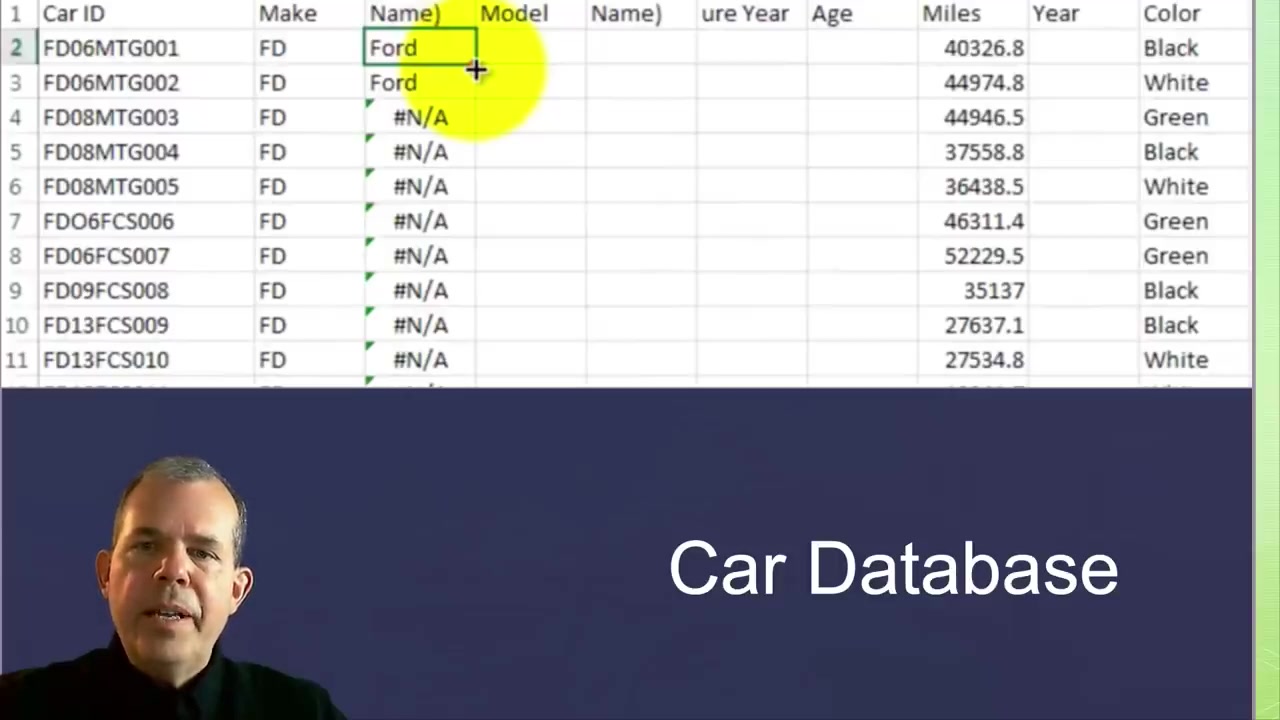 1 Car ID Make Name) Model Name) ure Year Age Miles Year Color
2 FD06MTG001 FD Ford 40326.8 Black
3 FD06MTG002 FD Ford 44974.8 White
4 FD08MTG003 FD #N/A 44946.5 Green
5 FD08MTG004 FD #N/A 37558.8 Black
6 FD08MTG005 FD #N/A 36438.5 White
7 FDO6FCS006 FD #N/A 46311.4 Green
8 FD06FCS007 FD #N/A 52229.5 Green
9 FD09FCS008 FD #N/A 35137 Black
10 FD13FCS009 FD #N/A 27637.1 Black
11 FD13FCS010 FD #N/A 27534.8 White
Car Database